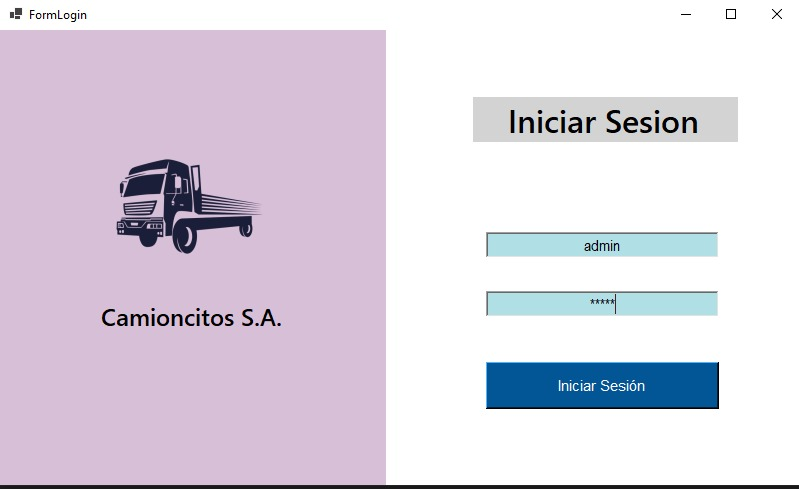 FormLogin
Camioncitos S.A.
Iniciar Sesion
admin
*****
Iniciar Sesión